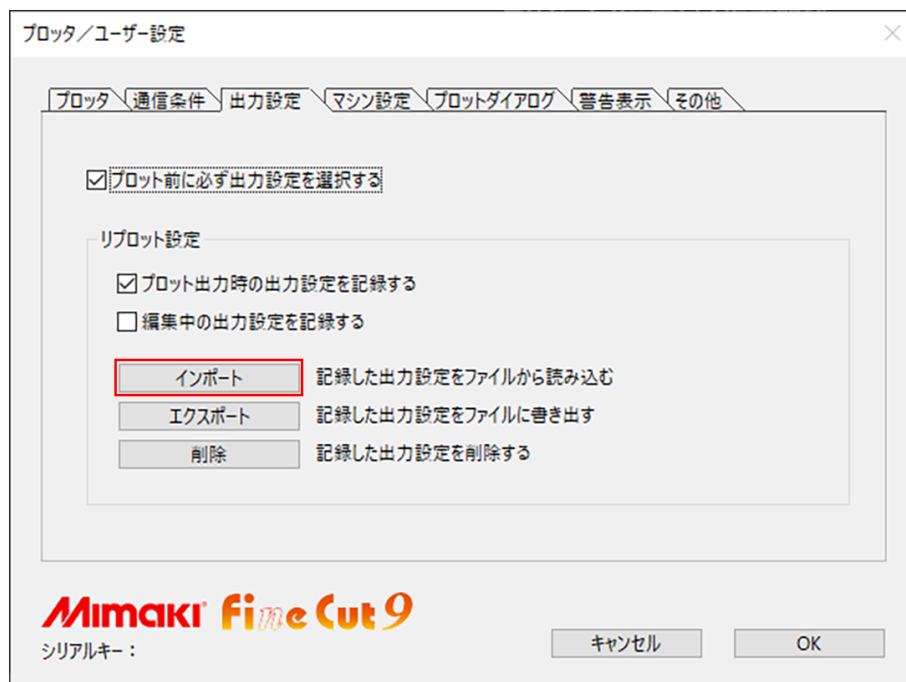 プロッタ／ユーザー設定
プロッタ 通信条件 出力設定 マシン設定 プロットダイアログ 警告表示 その他
プロット前に必ず出力設定を選択する
リプロット設定
プロット出力時の出力設定を記録する
編集中の出力設定を記録する
インポート 記録した出力設定をファイルから読み込む
エクスポート 記録した出力設定をファイルに書き出す
削除 記録した出力設定を削除する
Mimaki Fine Cut 9
シリアルキー：
キャンセル OK